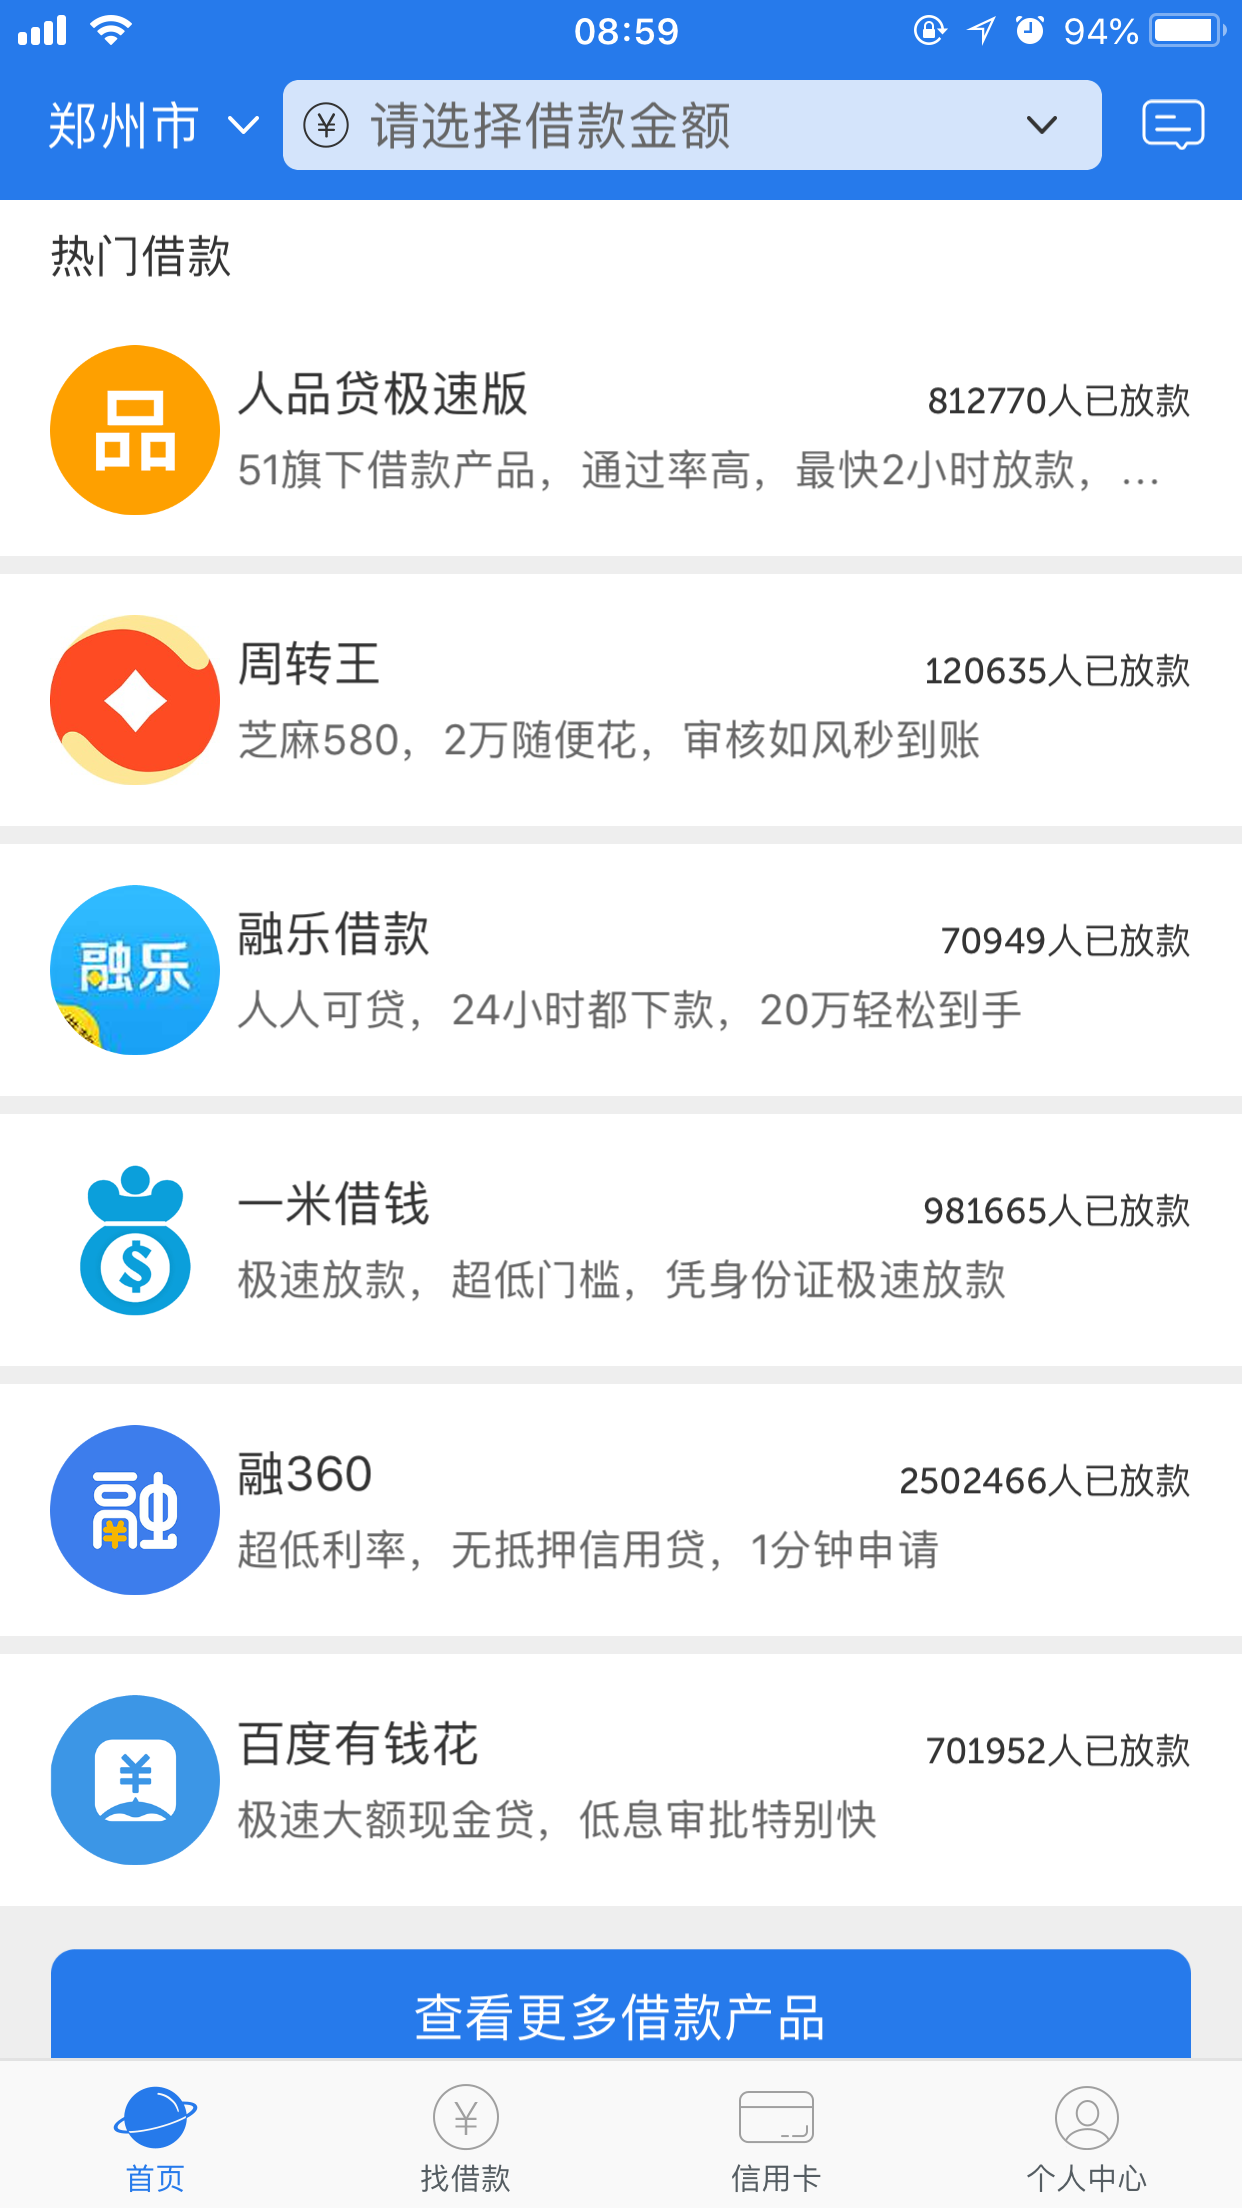 08:59
94%
郑州市
请选择借款金额
热门借款
品
人品贷极速版
812770人已放款
51旗下借款产品，通过率高，最快2小时放款，...
周转王
120635人已放款
芝麻580，2万随便花，审核如风秒到账
融乐
借款
融乐借款
70949人已放款
人人可贷，24小时都下款，20万轻松到手
一米借钱
981665人已放款
极速放款，超低门槛，凭身份证极速放款
融
融360
2502466人已放款
超低利率，无抵押信用贷，1分钟申请
百度有钱花
701952人已放款
极速大额现金贷，低息审批特别快
查看更多借款产品
首页
找借款
信用卡
个人中心